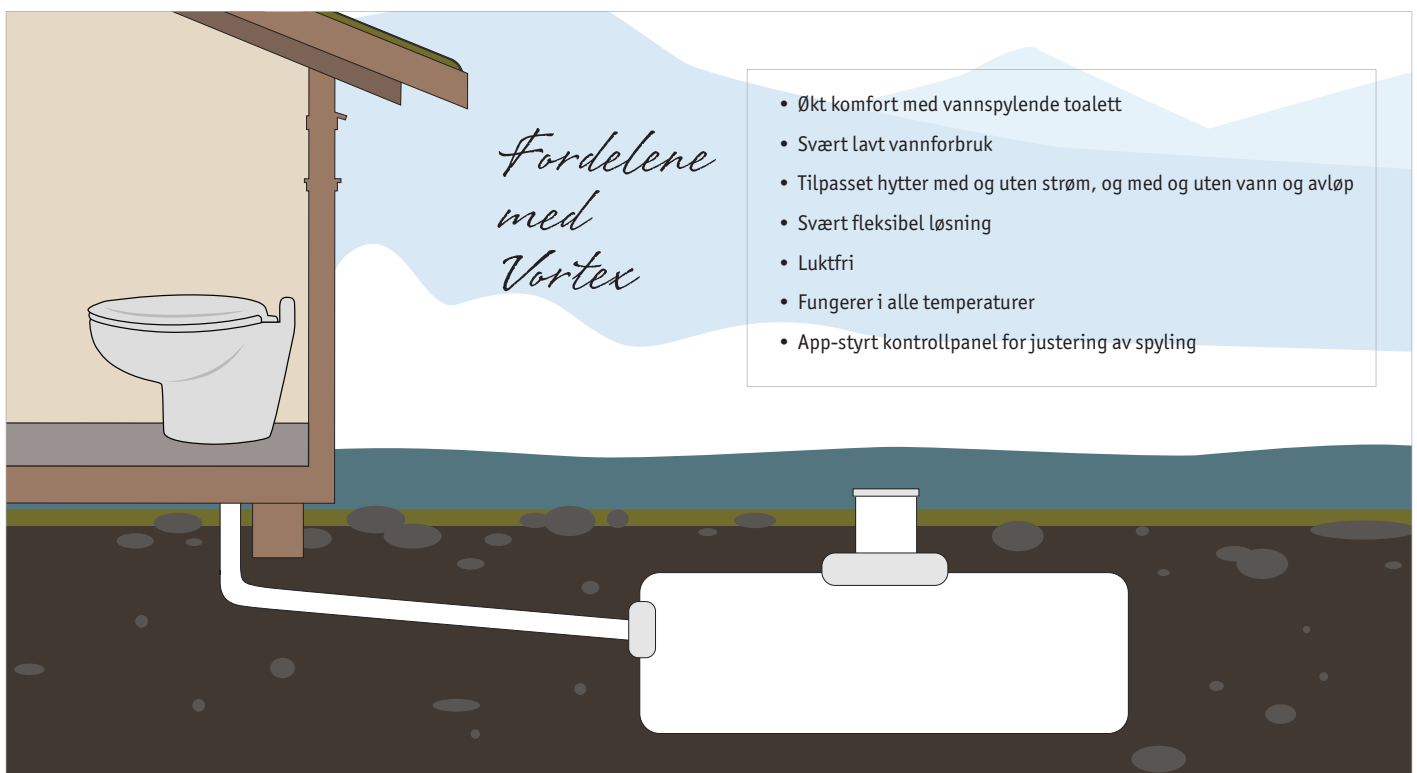 Fordelene
med
Vortex
• Økt komfort med vannspylende toalett
• Svært lavt vannforbruk
• Tilpasset hytter med og uten strøm, og med og uten vann og avløp
• Svært fleksibel løsning
• Luktfri
• Fungerer i alle temperaturer
• App-styrt kontrollpanel for justering av spyling